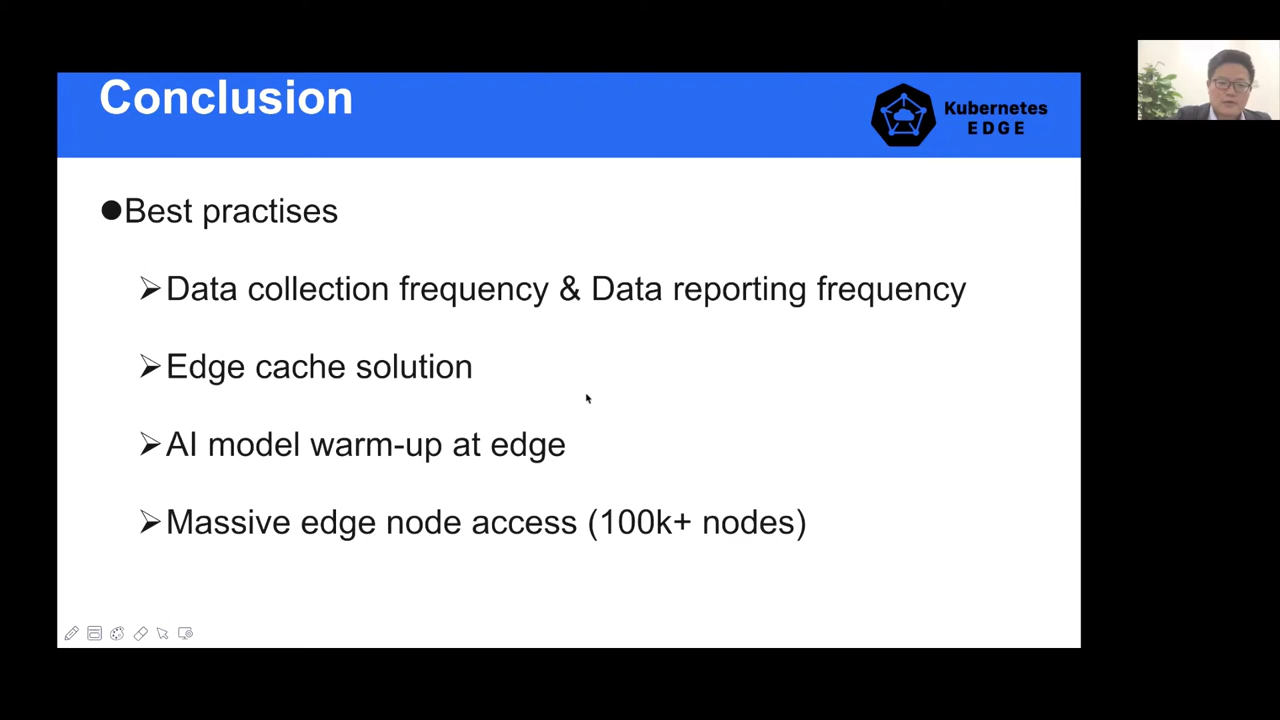 Conclusion
Kubernetes
EDGE
●Best practises
➢Data collection frequency & Data reporting frequency
➢Edge cache solution
➢AI model warm-up at edge
➢Massive edge node access (100k+ nodes)